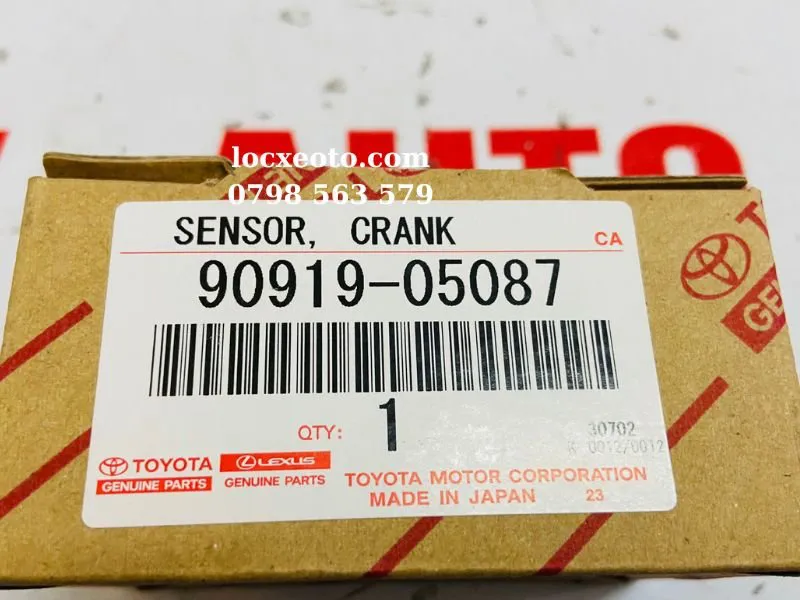 AUTO
locxeoto.com
0798 563 579
SENSOR, CRANK
CA
90919-05087
QTY: 1
30702
K 0012/0012
TOYOTA
GENUINE PARTS
LEXUS
GENUINE PARTS
TOYOTA MOTOR CORPORATION
MADE IN JAPAN 23